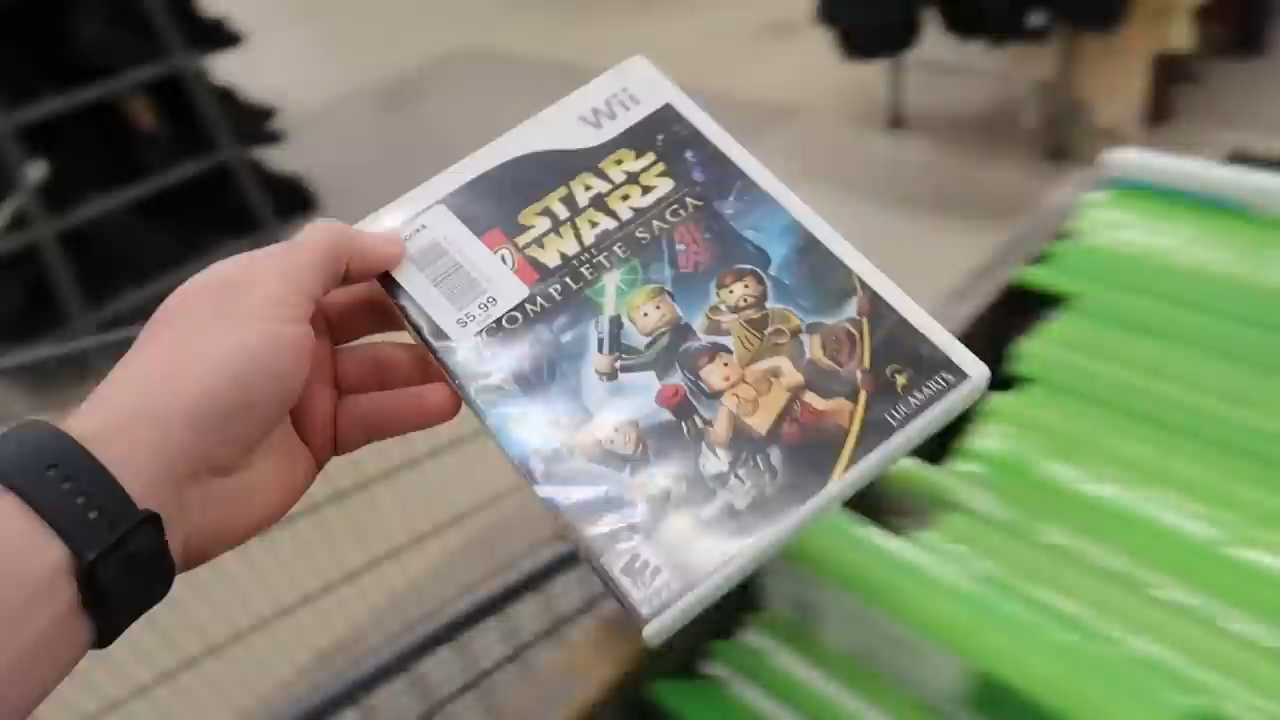 Wii
STAR
WARS
THE
COMPLETE SAGA
$5.99
LUCASARTS